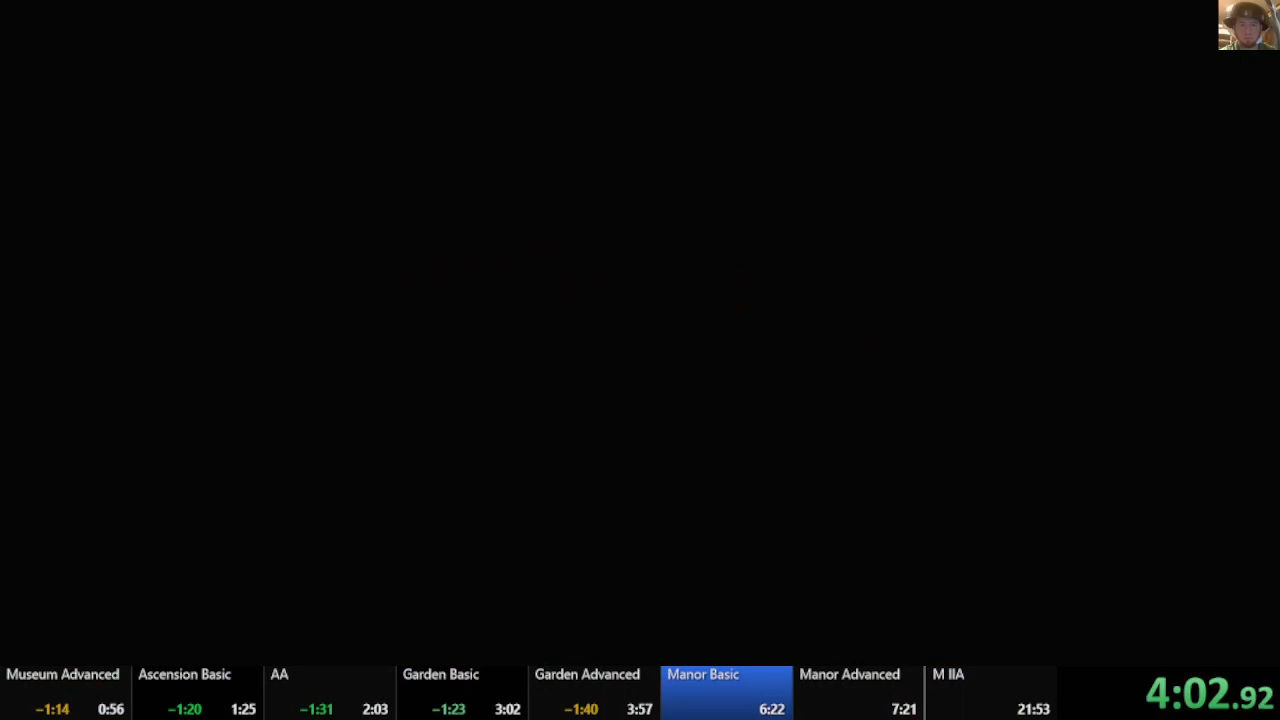 Museum Advanced
−1:14 0:56
Ascension Basic
−1:20 1:25
AA
−1:31 2:03
Garden Basic
−1:23 3:02
Garden Advanced
−1:40 3:57
Manor Basic
6:22
Manor Advanced
7:21
M IIA
21:53
4:02.92